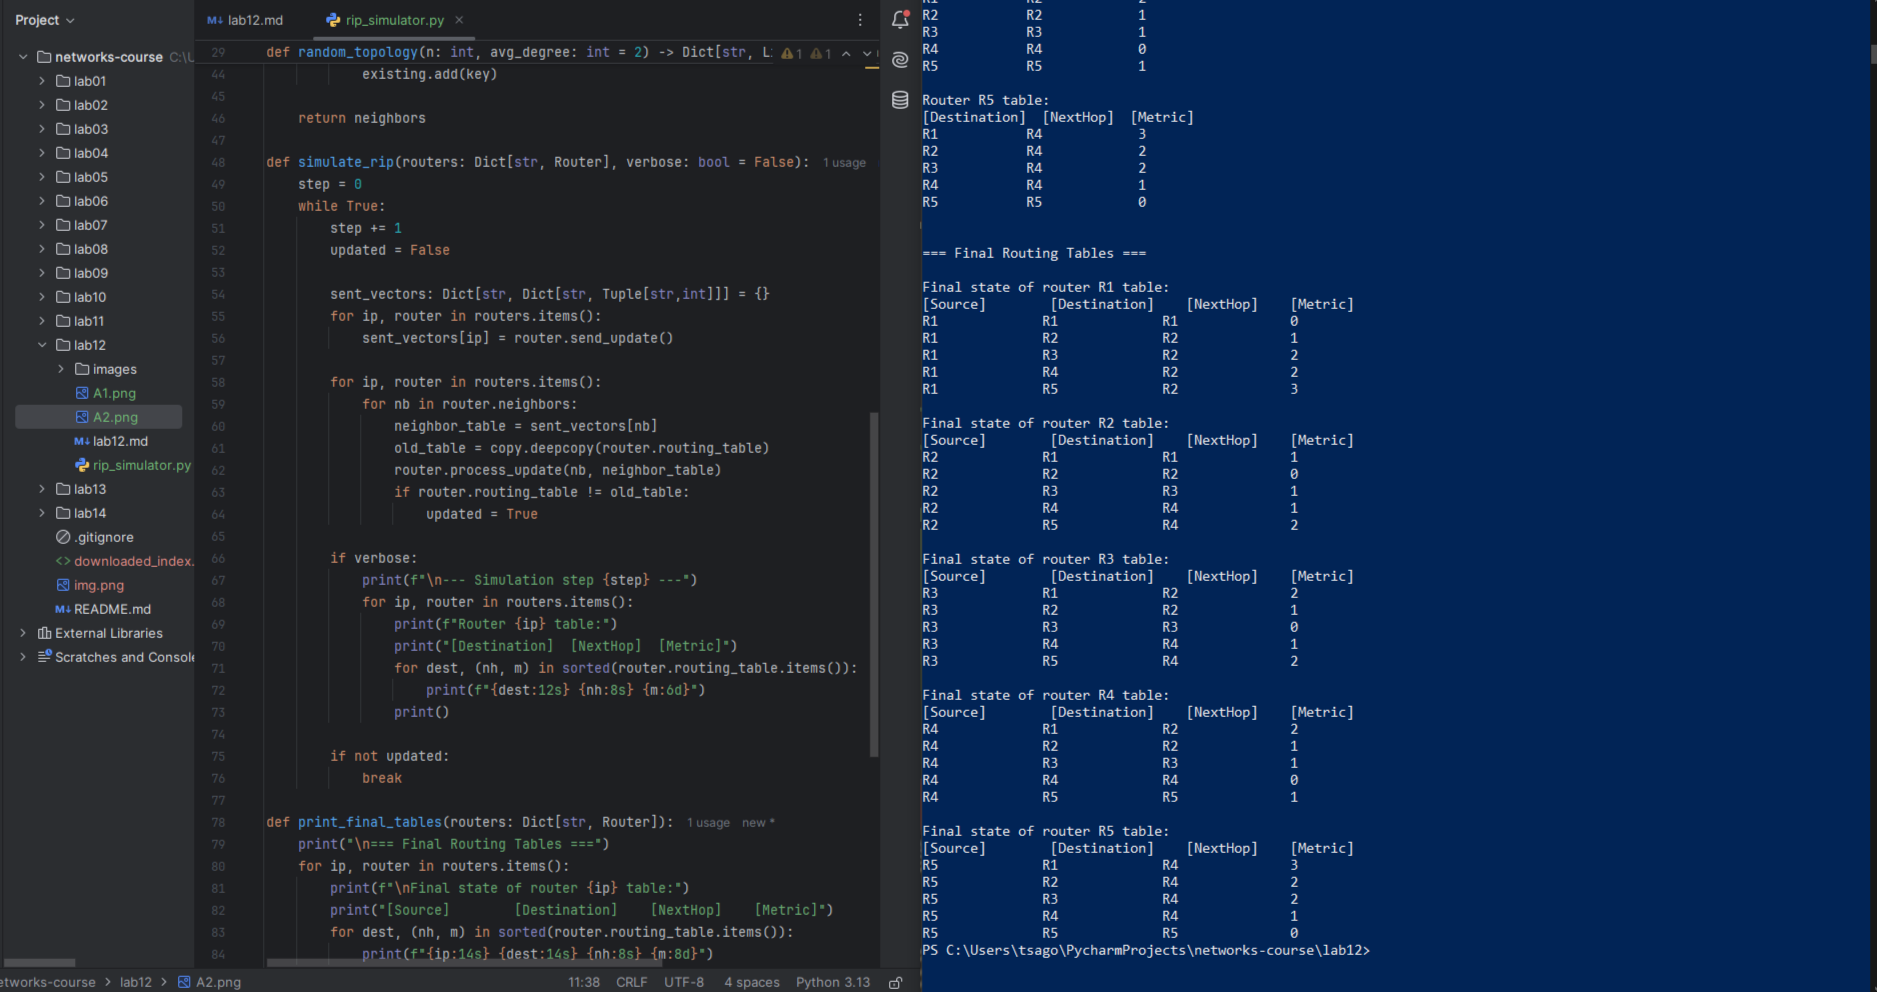 Project
networks-course C:\U
lab01
lab02
lab03
lab04
lab05
lab06
lab07
lab08
lab09
lab10
lab11
lab12
images
A1.png
A2.png
M↓ lab12.md
rip_simulator.py
lab13
lab14
.gitignore
<> downloaded_index.
img.png
M↓ README.md
External Libraries
Scratches and Console
M↓ lab12.md
rip_simulator.py
29 def random_topology(n: int, avg_degree: int = 2) -> Dict[str, L: 1 1
44 existing.add(key)
45
46 return neighbors
47
48 def simulate_rip(routers: Dict[str, Router], verbose: bool = False): 1 usage
49 step = 0
50 while True:
51 step += 1
52 updated = False
53
54 sent_vectors: Dict[str, Dict[str, Tuple[str,int]]] = {}
55 for ip, router in routers.items():
56 sent_vectors[ip] = router.send_update()
57
58 for ip, router in routers.items():
59 for nb in router.neighbors:
60 neighbor_table = sent_vectors[nb]
61 old_table = copy.deepcopy(router.routing_table)
62 router.process_update(nb, neighbor_table)
63 if router.routing_table != old_table:
64 updated = True
65
66 if verbose:
67 print(f"\n--- Simulation step {step} ---")
68 for ip, router in routers.items():
69 print(f"Router {ip} table:")
70 print("[Destination]  [NextHop]  [Metric]")
71 for dest, (nh, m) in sorted(router.routing_table.items()):
72 print(f"{dest:12s} {nh:8s} {m:6d}")
73 print()
74
75 if not updated:
76 break
77
78 def print_final_tables(routers: Dict[str, Router]): 1 usage new *
79 print("\n=== Final Routing Tables ===")
80 for ip, router in routers.items():
81 print(f"\nFinal state of router {ip} table:")
82 print("[Source]        [Destination]    [NextHop]    [Metric]")
83 for dest, (nh, m) in sorted(router.routing_table.items()):
84 print(f"{ip:14s} {dest:14s} {nh:8s} {m:8d}")
etworks-course > lab12 > A2.png
11:38 CRLF UTF-8 4 spaces Python 3.13
R1 R2 2
R2 R2 1
R3 R3 1
R4 R4 0
R5 R5 1
Router R5 table:
[Destination] [NextHop] [Metric]
R1 R4 3
R2 R4 2
R3 R4 2
R4 R4 1
R5 R5 0
=== Final Routing Tables ===
Final state of router R1 table:
[Source] [Destination] [NextHop] [Metric]
R1 R1 R1 0
R1 R2 R2 1
R1 R3 R2 2
R1 R4 R2 2
R1 R5 R2 3
Final state of router R2 table:
[Source] [Destination] [NextHop] [Metric]
R2 R1 R1 1
R2 R2 R2 0
R2 R3 R3 1
R2 R4 R4 1
R2 R5 R4 2
Final state of router R3 table:
[Source] [Destination] [NextHop] [Metric]
R3 R1 R2 2
R3 R2 R2 1
R3 R3 R3 0
R3 R4 R4 1
R3 R5 R4 2
Final state of router R4 table:
[Source] [Destination] [NextHop] [Metric]
R4 R1 R2 2
R4 R2 R2 1
R4 R3 R3 1
R4 R4 R4 0
R4 R5 R5 1
Final state of router R5 table:
[Source] [Destination] [NextHop] [Metric]
R5 R1 R4 3
R5 R2 R4 2
R5 R3 R4 2
R5 R4 R4 1
R5 R5 R5 0
PS C:\Users\tsago\PycharmProjects\networks-course\lab12>